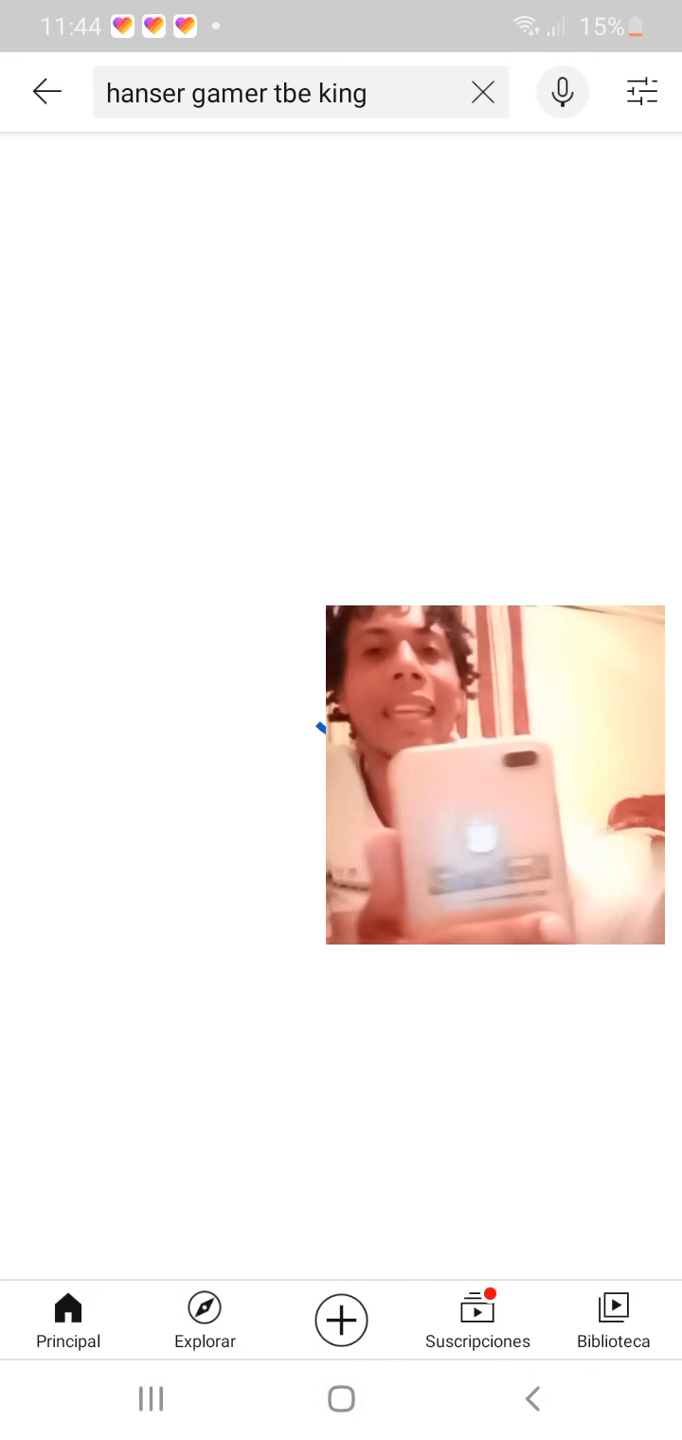 11:44
15%
hanser gamer tbe king
Principal
Explorar
Suscripciones
Biblioteca